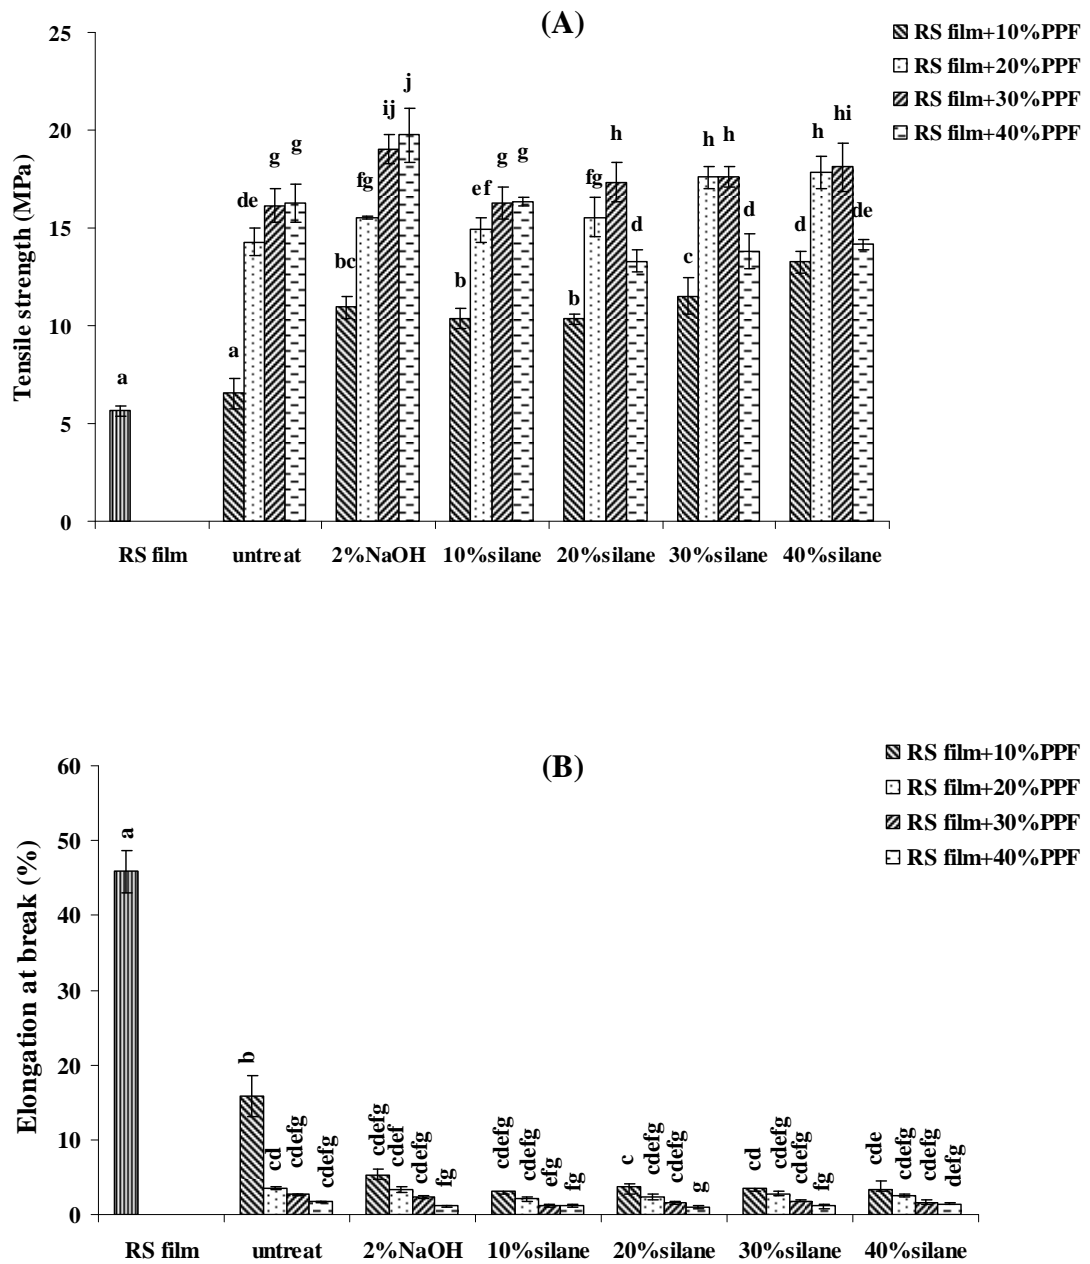 (A)
RS film+10%PPF
RS film+20%PPF
RS film+30%PPF
RS film+40%PPF
Tensile strength (MPa)
25
20
15
10
5
0
a
a de g g
bc fg ij j
b ef g g
b fg h d
c h h d
d h hi de
RS film untreat 2%NaOH 10%silane 20%silane 30%silane 40%silane
(B)
RS film+10%PPF
RS film+20%PPF
RS film+30%PPF
RS film+40%PPF
Elongation at break (%)
60
50
40
30
20
10
0
a
b cd cdefg cdefg
cdefg cdef cdefg fg
cdefg cdefg efg fg
c cdefg cdefg g
cd cdefg cdefg fg
cde cdefg cdefg defg
RS film untreat 2%NaOH 10%silane 20%silane 30%silane 40%silane